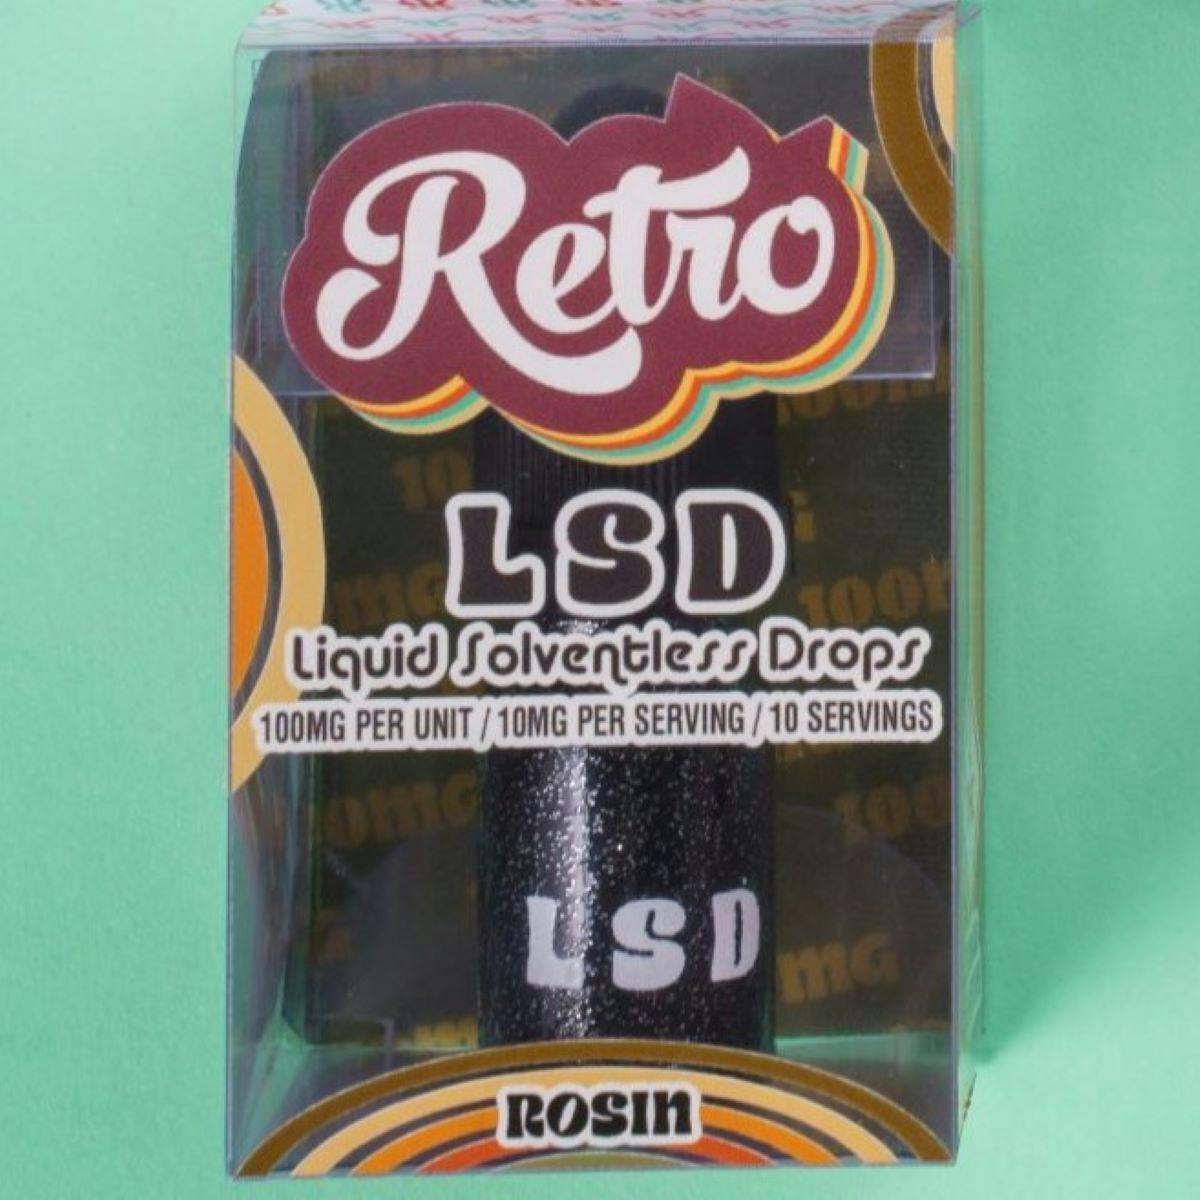 Retro
LSD
Liquid Solventless Drops
100MG PER UNIT / 10MG PER SERVING / 10 SERVINGS
LSD
ROSIN